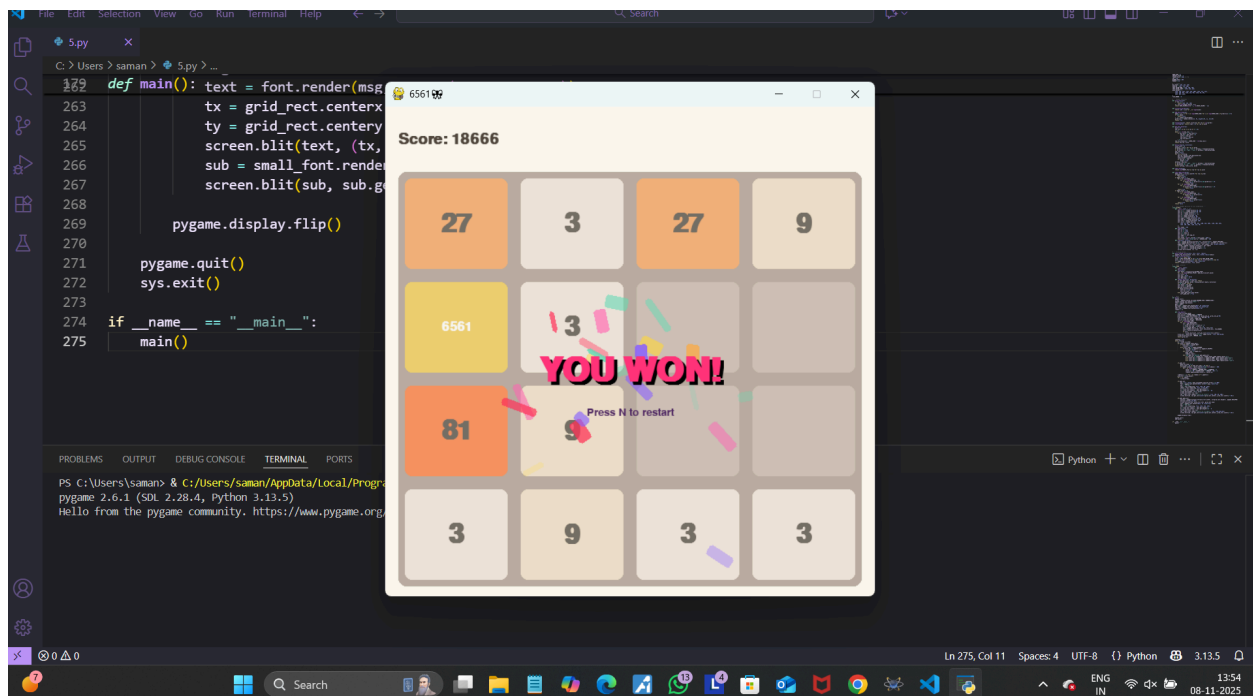 File Edit Selection View Go Run Terminal Help
Search
5.py
C: > Users > saman > 5.py > ...
def main(): text = font.render(msg
263 tx = grid_rect.centerx
264 ty = grid_rect.centery
265 screen.blit(text, (tx,
266 sub = small_font.render
267 screen.blit(sub, sub.ge
268
269 pygame.display.flip()
270
271 pygame.quit()
272 sys.exit()
273
274 if __name__ == "__main__":
275 main()
6561
Score: 18666
27 3 27 9
6561 3
YOU WON!
Press N to restart
81 9
3 9 3 3
PROBLEMS OUTPUT DEBUG CONSOLE TERMINAL PORTS
Python
PS C:\Users\saman> & C:/Users/saman/AppData/Local/Progra
pygame 2.6.1 (SDL 2.28.4, Python 3.13.5)
Hello from the pygame community. https://www.pygame.org/
0 0
Ln 275, Col 11 Spaces: 4 UTF-8 {} Python 3.13.5
7
Search
13
4
ENG
IN
13:54
08-11-2025